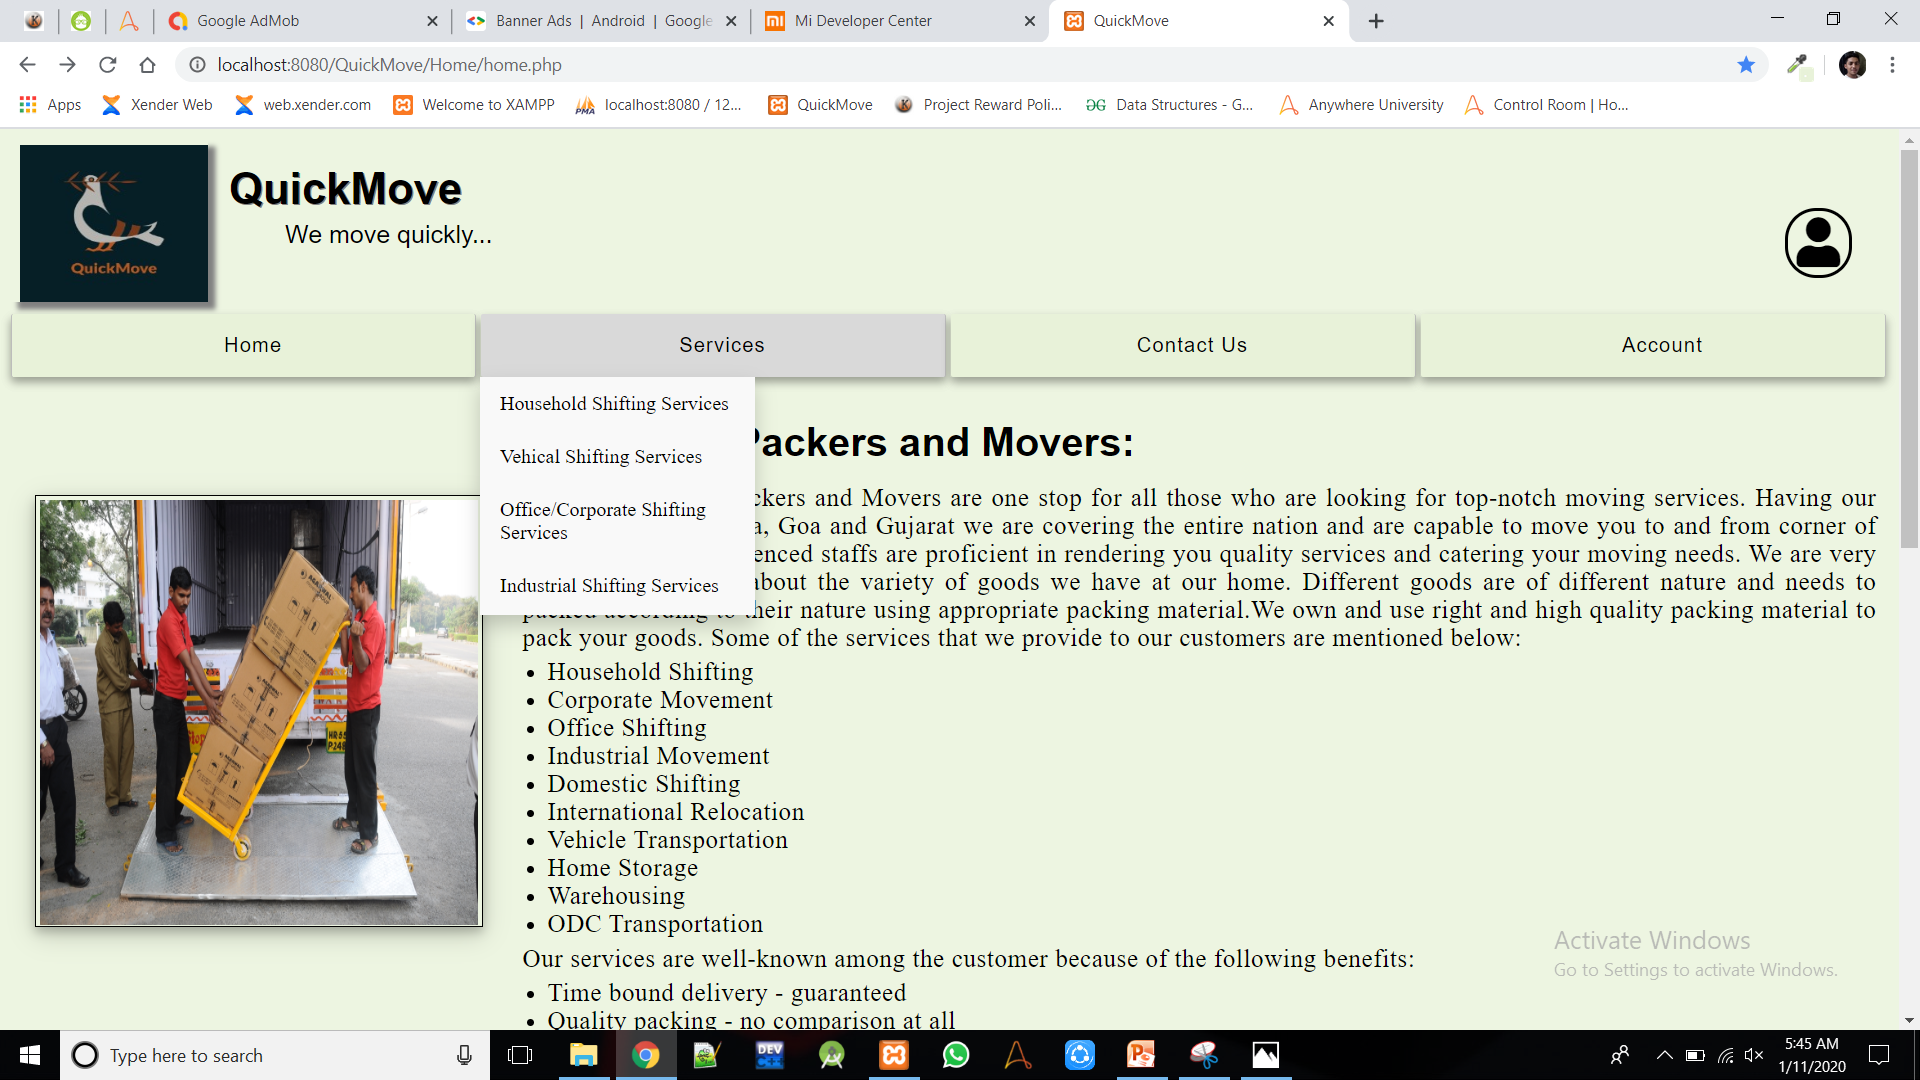 Google AdMob
Banner Ads | Android | Google
Mi Developer Center
QuickMove
localhost:8080/QuickMove/Home/home.php
Apps
Xender Web
web.xender.com
Welcome to XAMPP
localhost:8080 / 12...
QuickMove
Project Reward Poli...
Data Structures - G...
Anywhere University
Control Room | Ho...
QuickMove
QuickMove
We move quickly...
Home
Services
Contact Us
Account
Household Shifting Services
Vehical Shifting Services
Office/Corporate Shifting
Services
Industrial Shifting Services
Packers and Movers:
ckers and Movers are one stop for all those who are looking for top-notch moving services. Having our
a, Goa and Gujarat we are covering the entire nation and are capable to move you to and from corner of
enced staffs are proficient in rendering you quality services and catering your moving needs. We are very
about the variety of goods we have at our home. Different goods are of different nature and needs to
packed according to their nature using appropriate packing material.We own and use right and high quality packing material to
pack your goods. Some of the services that we provide to our customers are mentioned below:
• Household Shifting
• Corporate Movement
• Office Shifting
• Industrial Movement
• Domestic Shifting
• International Relocation
• Vehicle Transportation
• Home Storage
• Warehousing
• ODC Transportation
Our services are well-known among the customer because of the following benefits:
• Time bound delivery - guaranteed
• Quality packing - no comparison at all
Activate Windows
Go to Settings to activate Windows.
Type here to search
DEV
5:45 AM
1/11/2020